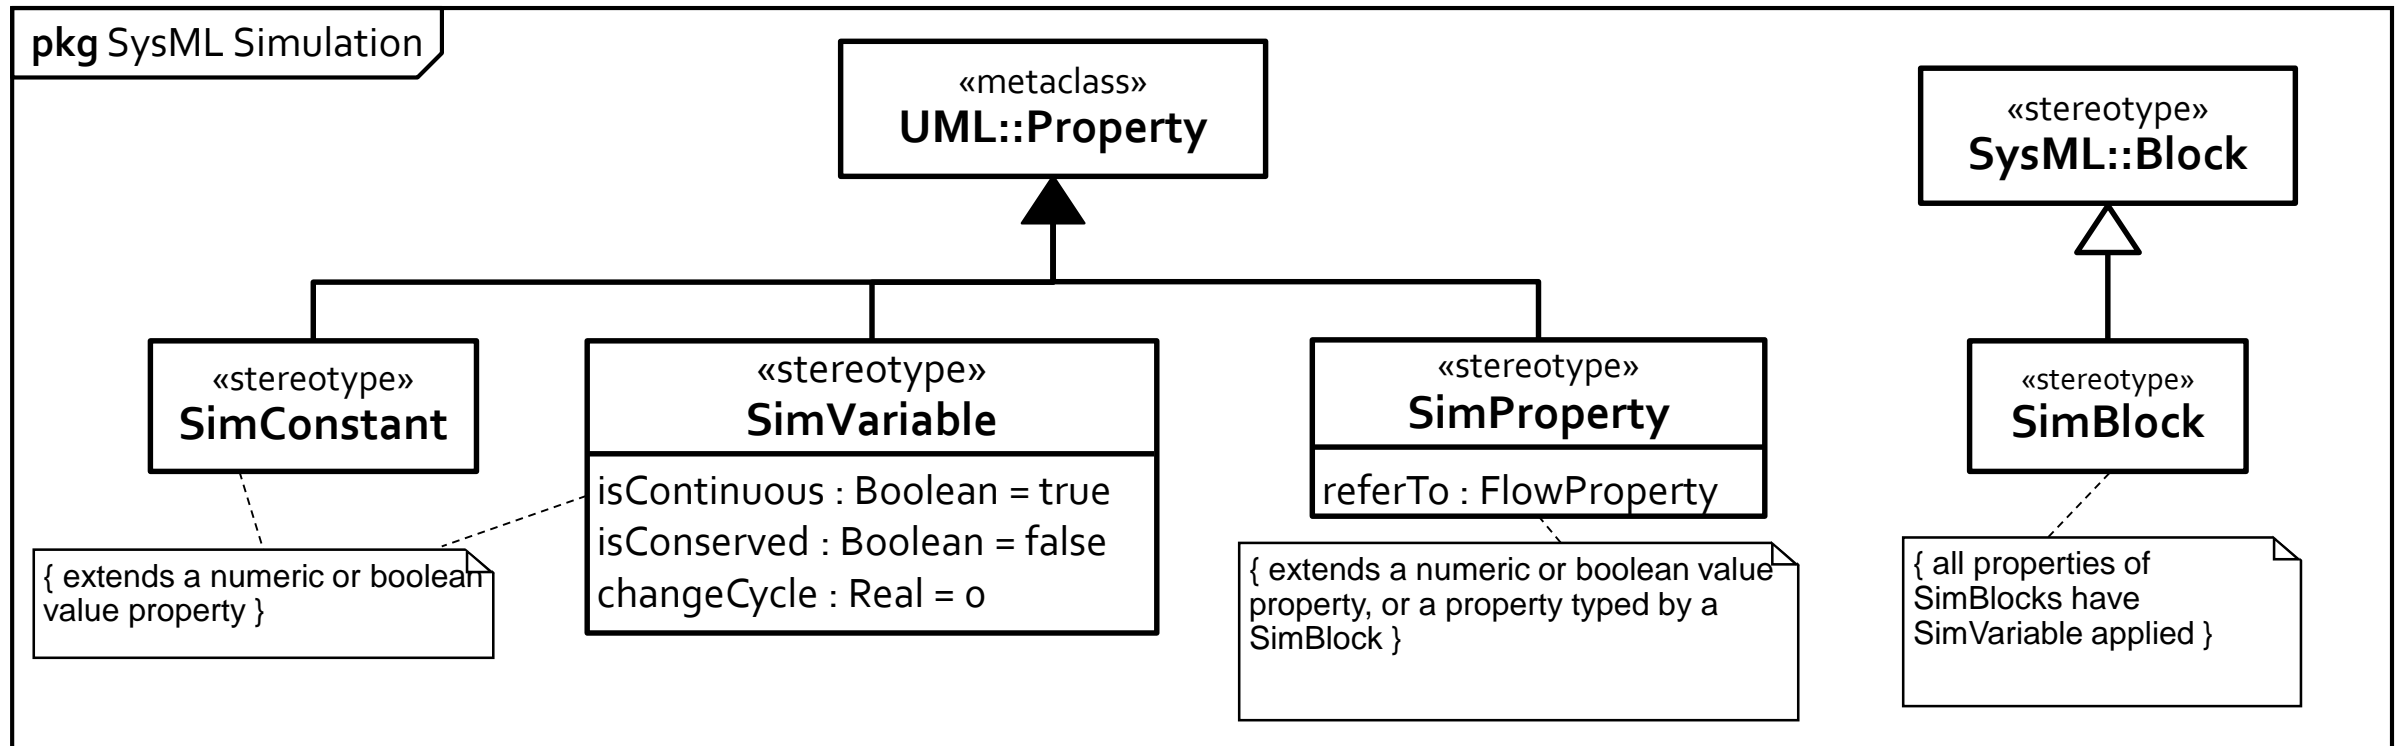 pkg SysML Simulation
«metaclass»
UML::Property
«stereotype»
SysML::Block
«stereotype»
SimConstant
«stereotype»
SimVariable
isContinuous : Boolean = true
isConserved : Boolean = false
changeCycle : Real = 0
«stereotype»
SimProperty
referTo : FlowProperty
«stereotype»
SimBlock
{ extends a numeric or boolean
value property }
{ extends a numeric or boolean value
property, or a property typed by a
SimBlock }
{ all properties of
SimBlocks have
SimVariable applied }